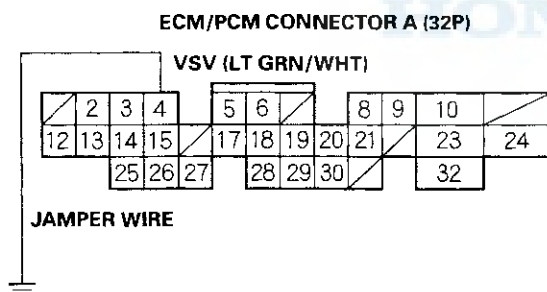 HON
ECM/PCM CONNECTOR A (32P)
VSV (LT GRN/WHT)
2 3 4 5 6 8 9 10
12 13 14 15 17 18 19 20 21 23 24
25 26 27 28 29 30 32
JAMPER WIRE